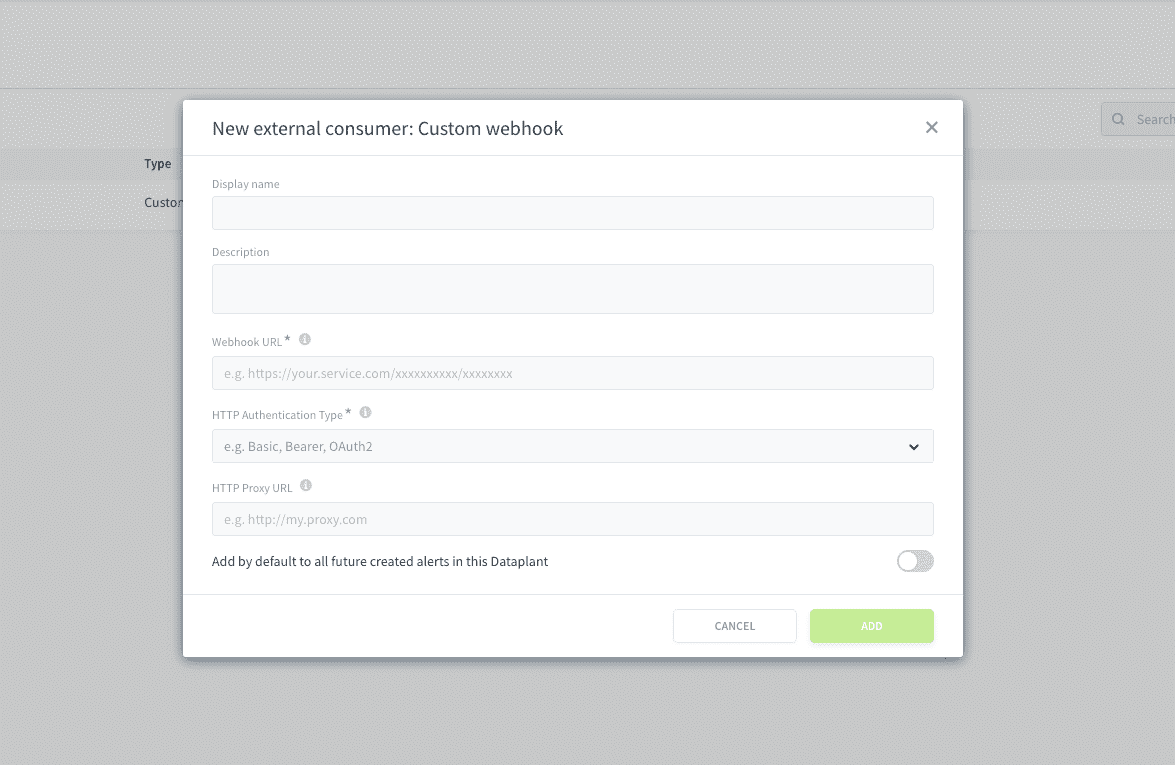 New external consumer: Custom webhook
Search
Type
Display name
Custom
Description
Webhook URL *
e.g. https://your.service.com/xxxxxxxxxx/xxxxxxxx
HTTP Authentication Type *
e.g. Basic, Bearer, OAuth2
HTTP Proxy URL
e.g. http://my.proxy.com
Add by default to all future created alerts in this Dataplant
CANCEL
ADD